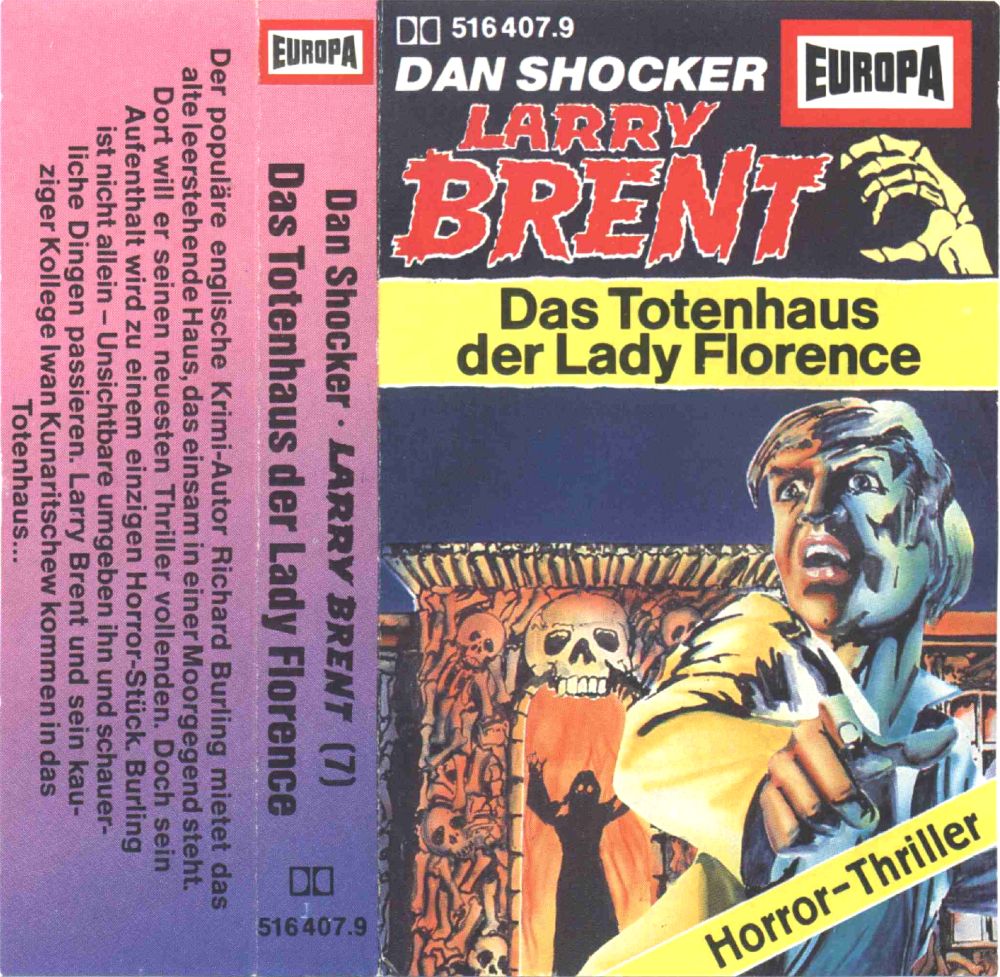 Der populäre englische Krimi-Autor Richard Burling mietet das
alte leerstehende Haus, das einsam in einer Moorgegend steht.
Dort will er seinen neuesten Thriller vollenden. Doch sein
Aufenthalt wird zu einem einzigen Horror-Stück. Burling
ist nicht allein – Unsichtbare umgeben ihn und schauer-
liche Dingen passieren. Larry Brent und sein kau-
ziger Kollege Iwan Kunaritschew kommen in das
Totenhaus...
EUROPA
Dan Shocker · LARRY BRENT (7)
Das Totenhaus der Lady Florence
516 407.9
516 407.9
DAN SHOCKER
EUROPA
LARRY
BRENT
Das Totenhaus
der Lady Florence
Horror-Thriller